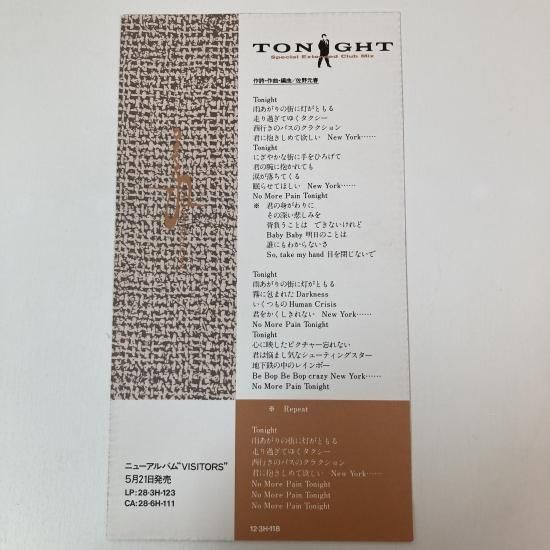 TONIGHT
Special Extended Club Mix
作詩・作曲・編曲／佐野元春
Tonight
雨あがりの街に灯がともる
走り過ぎてゆくタクシー
西行きのバスのクラクション
君に抱きしめて欲しい New York……
Tonight
にぎやかな街に手をひろげて
君の腕に抱かれても
涙が落ちてくる
眠らせてほしい New York……
No More Pain Tonight
※ 君の身がわりに
その深い悲しみを
背負うことは できないけれど
Baby Baby 明日のことは
誰にもわからないさ
So, take my hand 目を閉じないで
Tonight
雨あがりの街に灯がともる
霧に包まれた Darkness
いくつもの Human Crisis
君をかくしきれない New York……
No More Pain Tonight
Tonight
心に映したピクチャー忘れない
君は悩まし気なシューティングスター
地下鉄の中のレインボー
Be Bop Be Bop crazy New York……
No More Pain Tonight
※ Repeat
Tonight
雨あがりの街に灯がともる
走り過ぎてゆくタクシー
西行きのバスのクラクション
君に抱きしめて欲しい New York……
No More Pain Tonight
No More Pain Tonight
No More Pain Tonight
12・3H-118
ニューアルバム“VISITORS”
5月21日発売
LP:28・3H-123
CA:28・6H-111